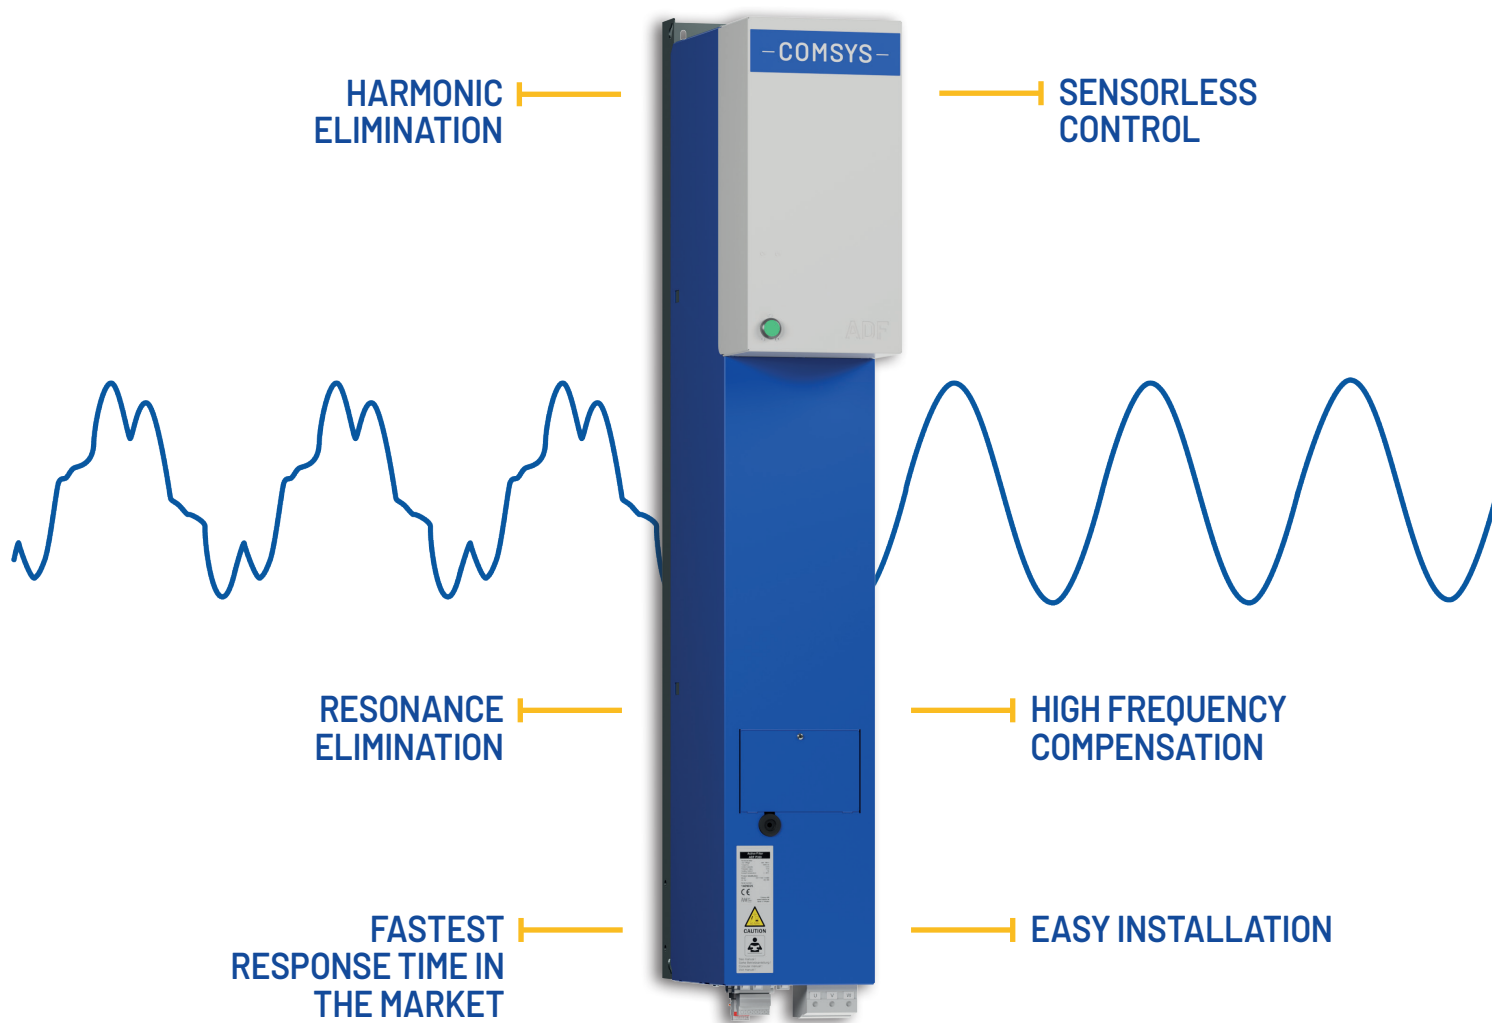 -COMSYS-
HARMONIC
ELIMINATION
SENSORLESS
CONTROL
ADF
RESONANCE
ELIMINATION
HIGH FREQUENCY
COMPENSATION
CE
CAUTION
FASTEST
RESPONSE TIME IN
THE MARKET
EASY INSTALLATION
U V W